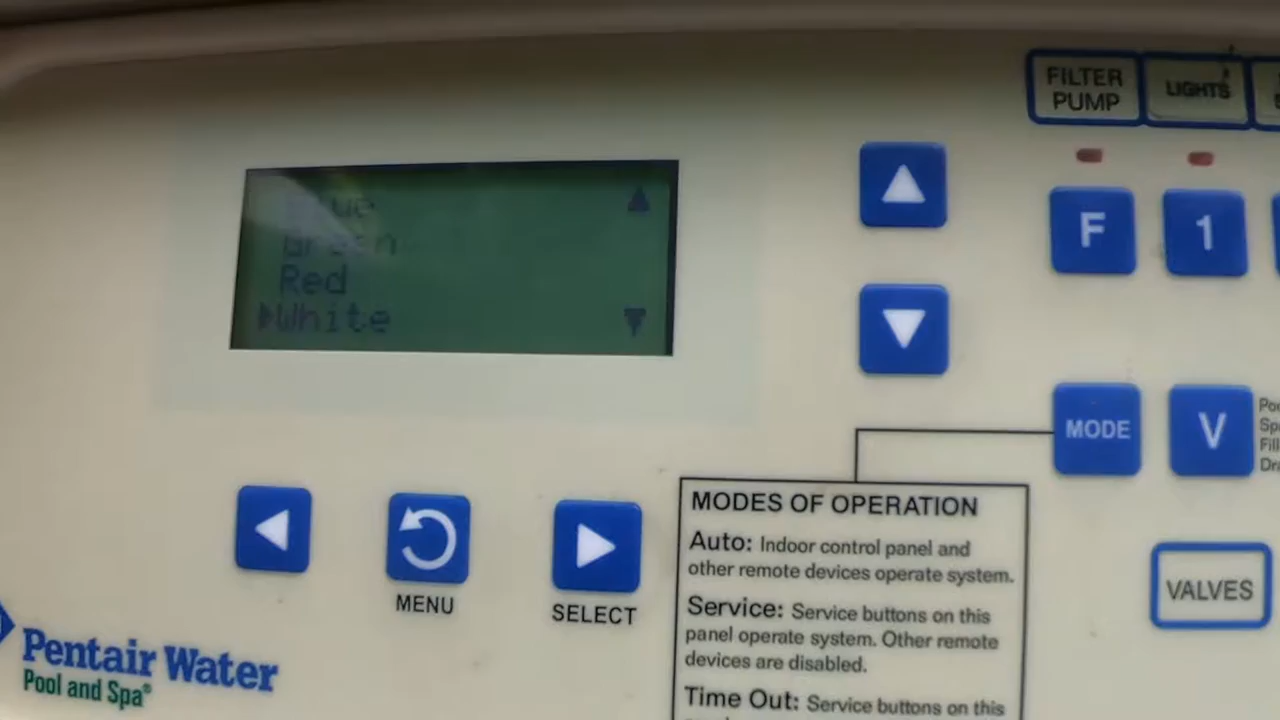 FILTER
PUMP
LIGHTS
Blue
Green
Red
White
F
1
MODE
V
MODES OF OPERATION
Auto: Indoor control panel and
other remote devices operate system.
Service: Service buttons on this
panel operate system. Other remote
devices are disabled.
Time Out: Service buttons on this
MENU
SELECT
VALVES
Pentair Water
Pool and Spa®